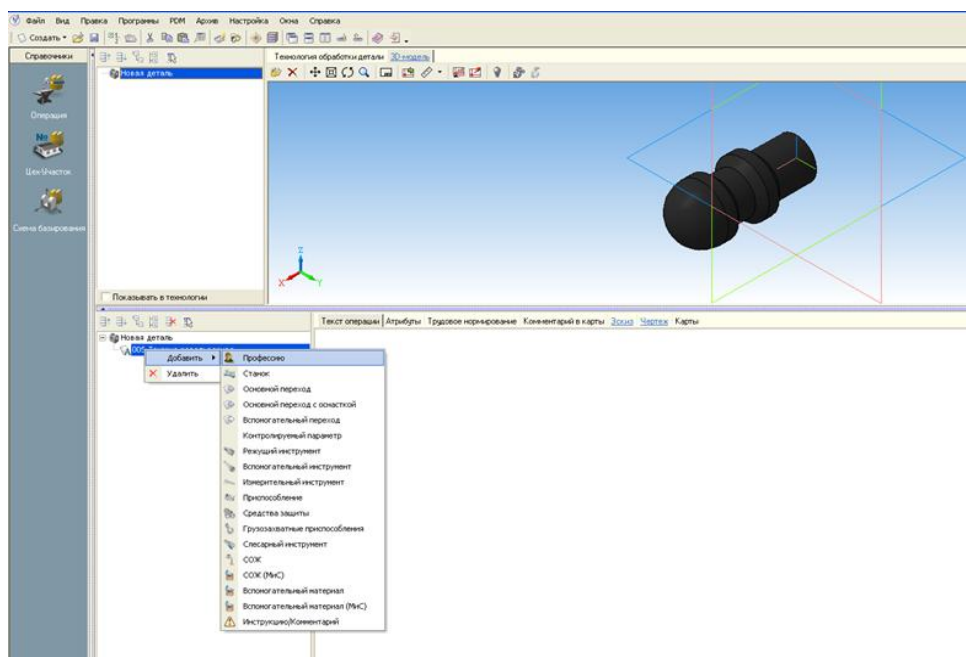 Файл Вид Правка Программы PDM Архив Настройка Окна Справка
Создать
Справочники
Технология обработки детали 3D-модель
Новая деталь
Операция
Цех-Участок
Схема базирования
Z
X
Y
Показывать в технологии
Текст операции Атрибуты Трудовое нормирование Комментарий в карты Эскиз Чертеж Карты
Новая деталь
005
Добавить
Удалить
Профессию
Станок
Основной переход
Основной переход с оснасткой
Вспомогательный переход
Контролируемый параметр
Режущий инструмент
Вспомогательный инструмент
Измерительный инструмент
Приспособление
Средства защиты
Грузозахватные приспособления
Слесарный инструмент
СОЖ
СОЖ (МиС)
Вспомогательный материал
Вспомогательный материал (МиС)
Инструкцию/Комментарий